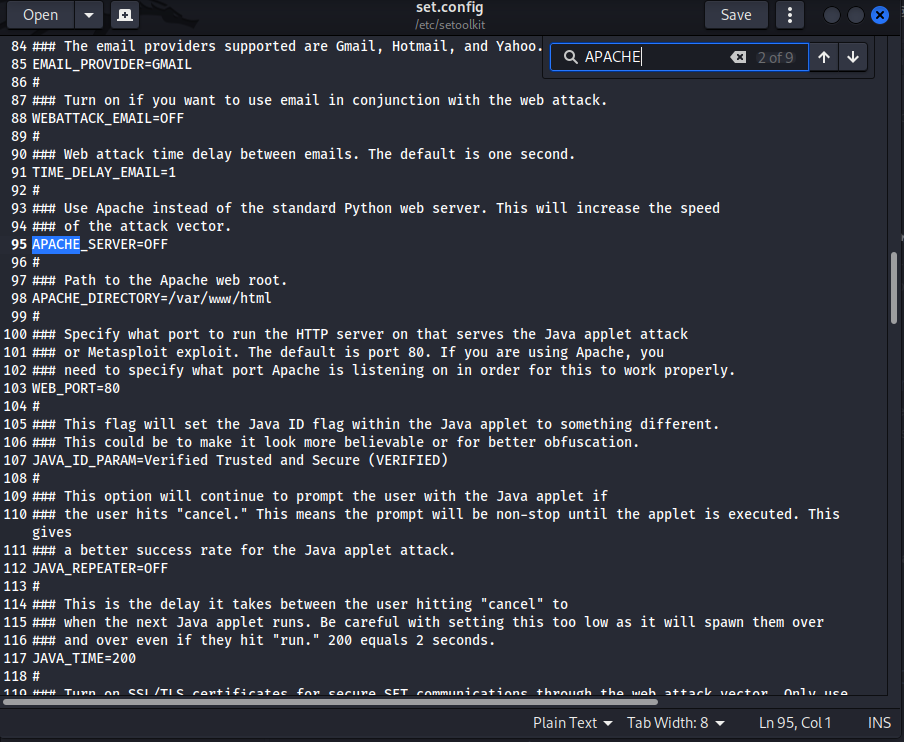 Open
set.config
/etc/setoolkit
Save
APACHE
2 of 9
84 ### The email providers supported are Gmail, Hotmail, and Yahoo.
85 EMAIL_PROVIDER=GMAIL
86 #
87 ### Turn on if you want to use email in conjunction with the web attack.
88 WEBATTACK_EMAIL=OFF
89 #
90 ### Web attack time delay between emails. The default is one second.
91 TIME_DELAY_EMAIL=1
92 #
93 ### Use Apache instead of the standard Python web server. This will increase the speed
94 ### of the attack vector.
95 APACHE_SERVER=OFF
96 #
97 ### Path to the Apache web root.
98 APACHE_DIRECTORY=/var/www/html
99 #
100 ### Specify what port to run the HTTP server on that serves the Java applet attack
101 ### or Metasploit exploit. The default is port 80. If you are using Apache, you
102 ### need to specify what port Apache is listening on in order for this to work properly.
103 WEB_PORT=80
104 #
105 ### This flag will set the Java ID flag within the Java applet to something different.
106 ### This could be to make it look more believable or for better obfuscation.
107 JAVA_ID_PARAM=Verified Trusted and Secure (VERIFIED)
108 #
109 ### This option will continue to prompt the user with the Java applet if
110 ### the user hits "cancel." This means the prompt will be non-stop until the applet is executed. This
gives
111 ### a better success rate for the Java applet attack.
112 JAVA_REPEATER=OFF
113 #
114 ### This is the delay it takes between the user hitting "cancel" to
115 ### when the next Java applet runs. Be careful with setting this too low as it will spawn them over
116 ### and over even if they hit "run." 200 equals 2 seconds.
117 JAVA_TIME=200
118 #
119 ### Turn on SSL/TLS certificates for secure SET communications through the web attack vector. Only use
Plain Text
Tab Width: 8
Ln 95, Col 1
INS